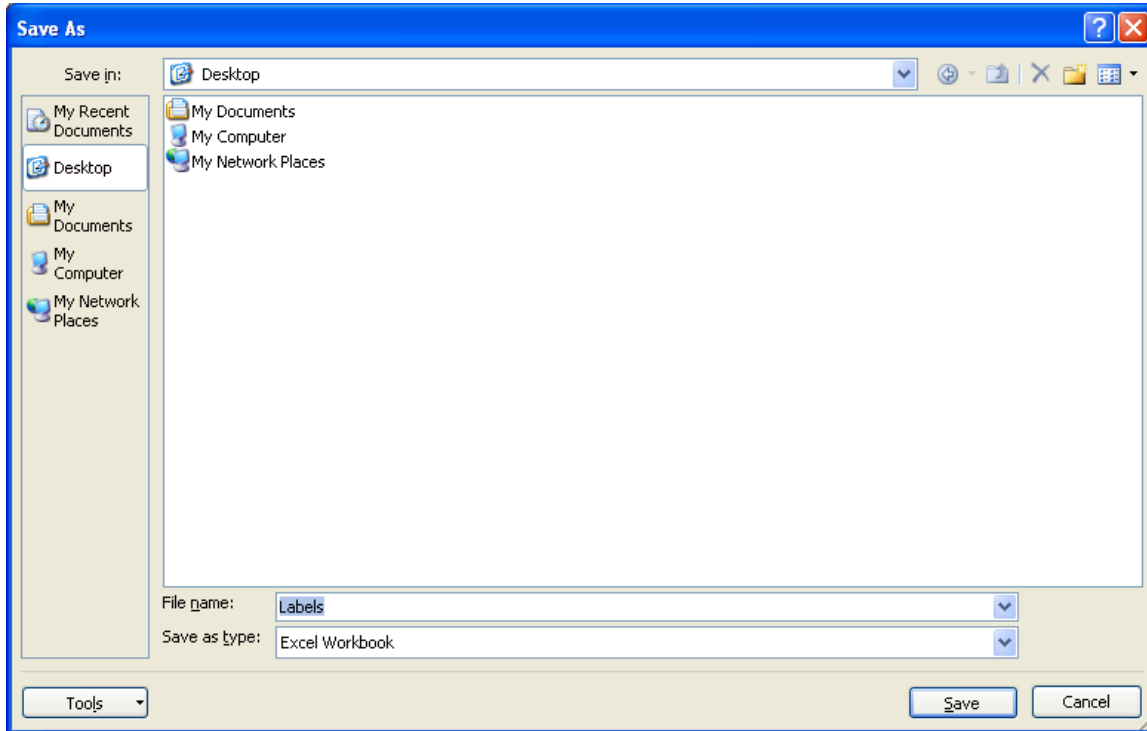 Save As
Save in:
Desktop
My Recent
Documents
Desktop
My
Documents
My
Computer
My Network
Places
My Documents
My Computer
My Network Places
File name:
Labels
Save as type:
Excel Workbook
Tools
Save
Cancel